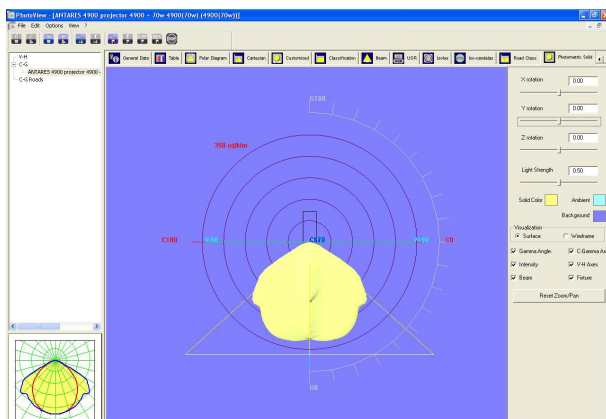 PhotoView - [ANTARES 4900 projector 4900 - 70w 4900(70w) (4900(70w))]
File Edit Options View ?
General Data Table Polar Diagram Cartesian Customized Classification Beam UGR Isolux Iso-candelas Road Class. Photometric Solid
V-H
C-G
ANTARES 4900 projector 4900 -
C-G Roads
G180
350 cd/klm
C180
C0
G0
X rotation 0.00
Y rotation 0.00
Z rotation 0.00
Light Strength 0.50
Solid Color Ambient
Background
Visualization
Surface Wireframe
Gamma Angle: C-Gamma Ax
Intensity V-H Axes
Beam Fixture
Reset Zoom/Pan